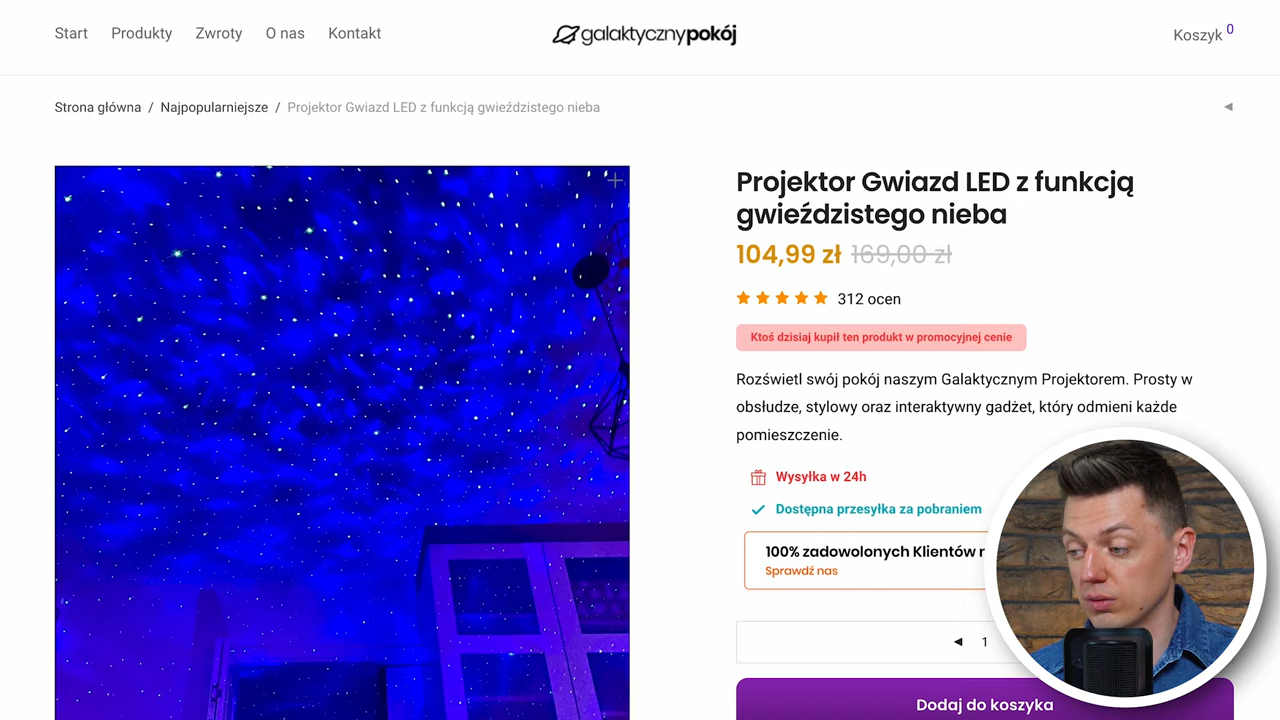 Start Produkty Zwroty O nas Kontakt
galaktycznypokój
Koszyk 0
Strona główna / Najpopularniejsze / Projektor Gwiazd LED z funkcją gwieździstego nieba
Projektor Gwiazd LED z funkcją
gwieździstego nieba
104,99 zł 169,00 zł
312 ocen
Ktoś dzisiaj kupił ten produkt w promocyjnej cenie
Rozświetl swój pokój naszym Galaktycznym Projektorem. Prosty w
obsłudze, stylowy oraz interaktywny gadżet, który odmieni każde
pomieszczenie.
Wysyłka w 24h
Dostępna przesyłka za pobraniem
100% zadowolonych Klientów
Sprawdź nas
1
Dodaj do koszyka